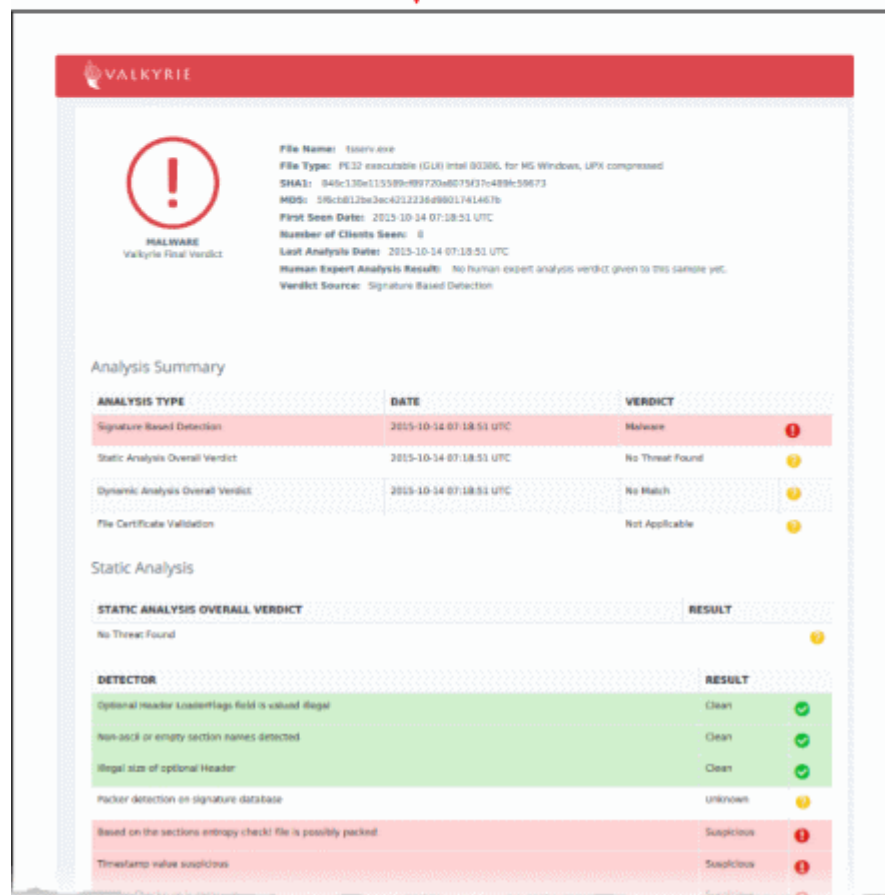 VALKYRIE
File Name: tsserv.exe
File Type: PE32 executable (GUI) Intel 80386, for MS Windows, UPX compressed
SHA1:
MD5:
First Seen Date: 2015-10-14 07:18:51 UTC
Number of Clients Seen: 8
Last Analysis Date: 2015-10-14 07:18:51 UTC
Human Expert Analysis Result: No human expert analysis verdict given to this sample yet.
Verdict Source: Signature Based Detection
MALWARE
Valkyrie Final Verdict
Analysis Summary
ANALYSIS TYPE DATE VERDICT
Signature Based Detection 2015-10-14 07:18:51 UTC Malware
Static Analysis Overall Verdict 2015-10-14 07:18:51 UTC No Threat Found
Dynamic Analysis Overall Verdict 2015-10-14 07:18:51 UTC No Match
File Certificate Validation Not Applicable
Static Analysis
STATIC ANALYSIS OVERALL VERDICT RESULT
No Threat Found
DETECTOR RESULT
Optional Header LoaderFlags field is valued illegal Clean
Non-ascii or empty section names detected Clean
Illegal size of optional Header Clean
Packer detection on signature database Unknown
Based on the sections entropy check! file is possibly packed Suspicious
Timestamp value suspicious Suspicious